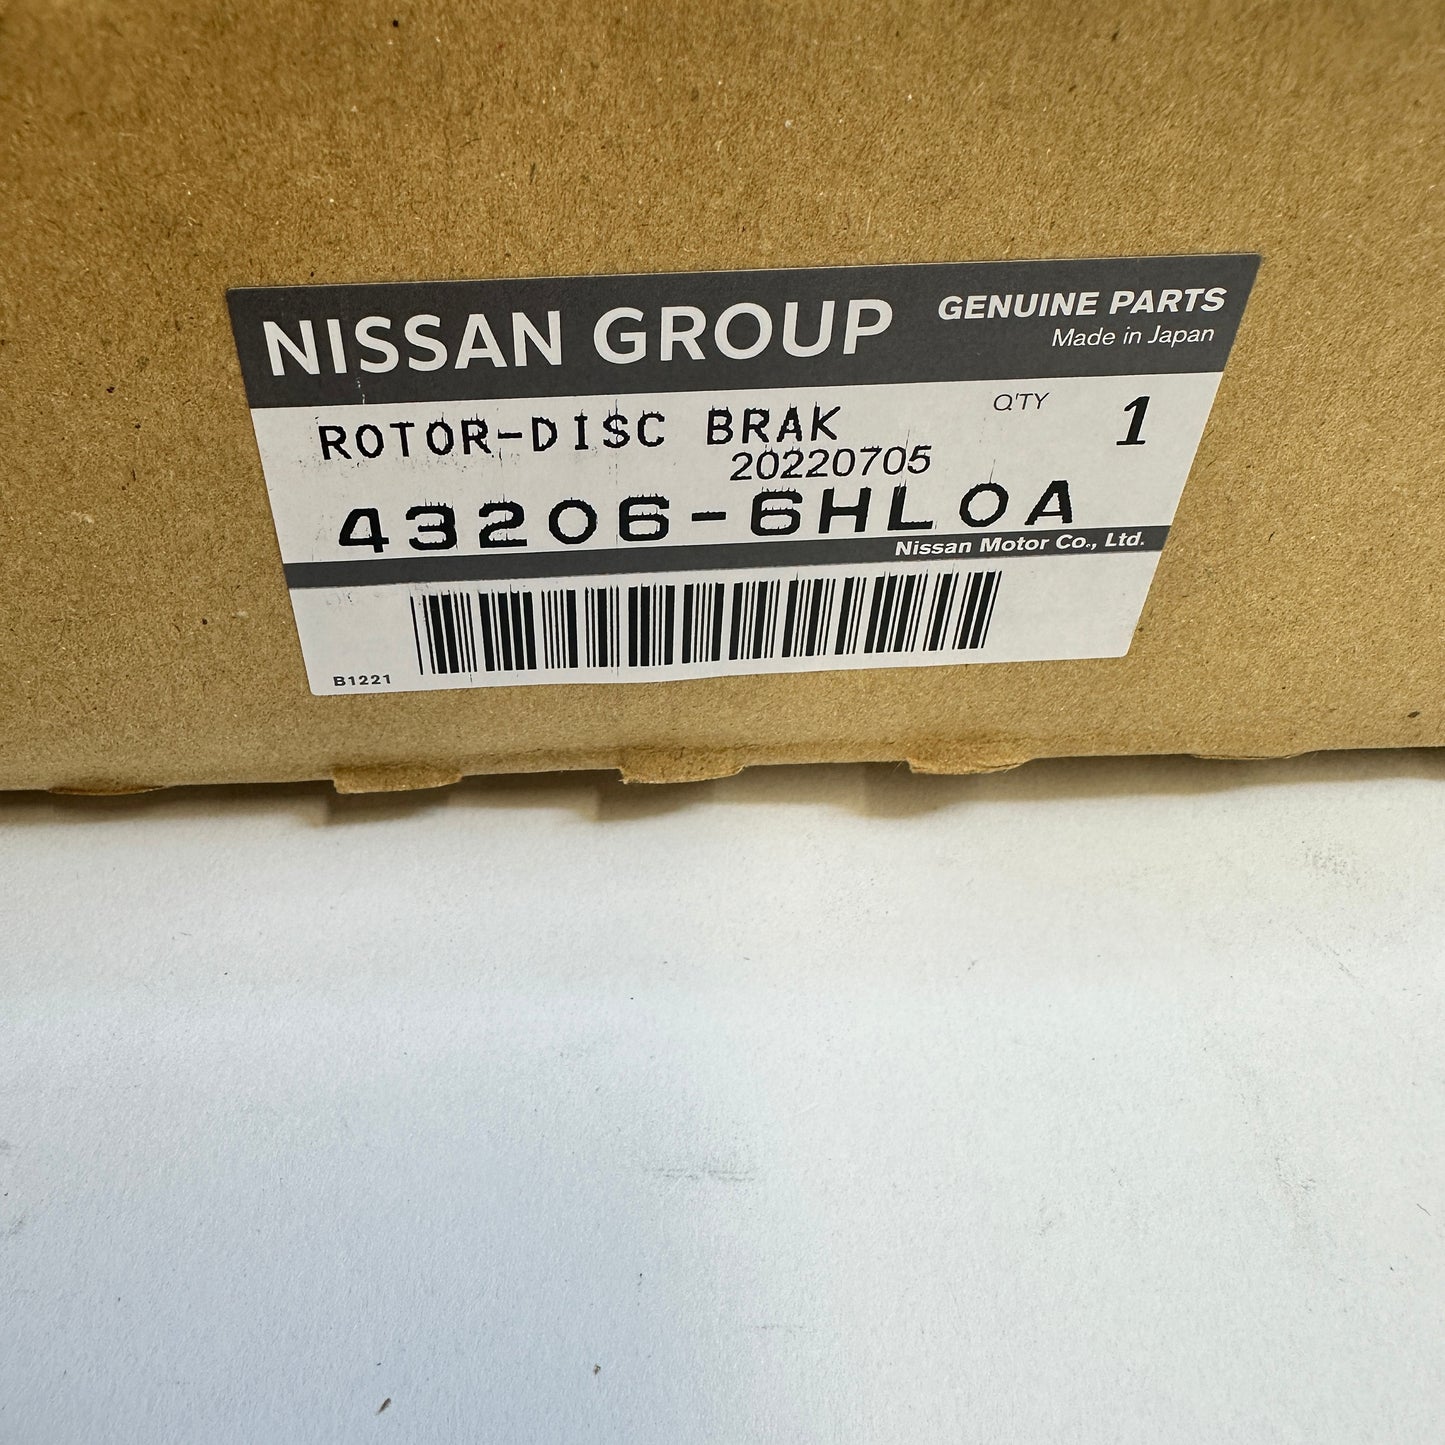 NISSAN GROUP
GENUINE PARTS
Made in Japan
ROTOR-DISC BRAK
Q'TY 1
20220705
43206-6HL0A
Nissan Motor Co., Ltd.
B1221